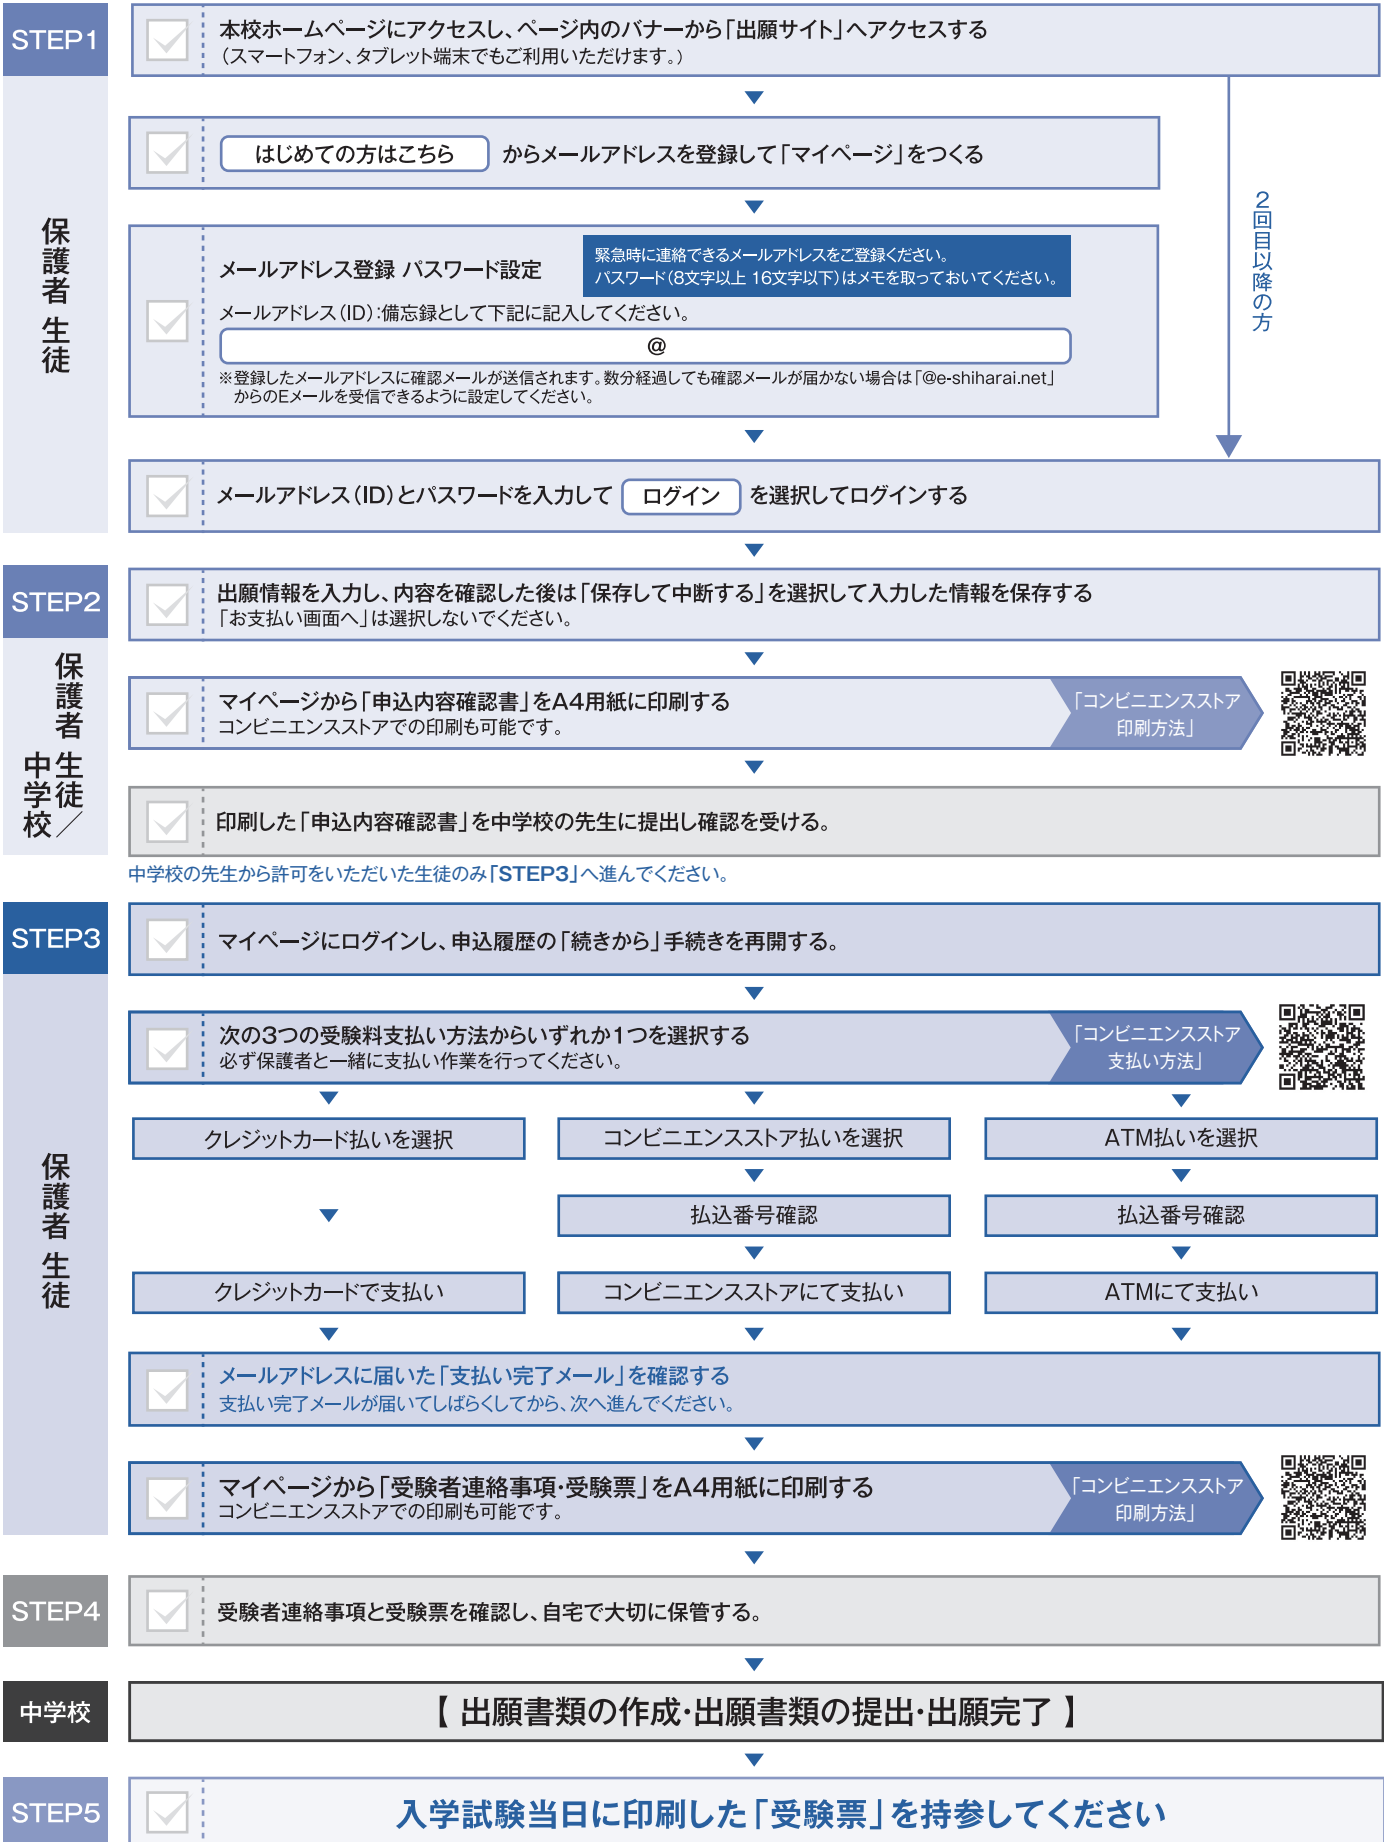 STEP1
本校ホームページにアクセスし、ページ内のバナーから「出願サイト」へアクセスする
（スマートフォン、タブレット端末でもご利用いただけます。）
保護者 生徒
はじめての方はこちら からメールアドレスを登録して「マイページ」をつくる
2回目以降の方
メールアドレス登録 パスワード設定
緊急時に連絡できるメールアドレスをご登録ください。
パスワード（8文字以上 16文字以下）はメモを取っておいてください。
メールアドレス（ID）：備忘録として下記に記入してください。
@
※登録したメールアドレスに確認メールが送信されます。数分経過しても確認メールが届かない場合は「@e-shiharai.net」
からのEメールを受信できるように設定してください。
メールアドレス（ID）とパスワードを入力して ログイン を選択してログインする
STEP2
出願情報を入力し、内容を確認した後は「保存して中断する」を選択して入力した情報を保存する
「お支払い画面へ」は選択しないでください。
保護者 生徒／
中学校
マイページから「申込内容確認書」をA4用紙に印刷する
コンビニエンスストアでの印刷も可能です。
「コンビニエンスストア
印刷方法」
印刷した「申込内容確認書」を中学校の先生に提出し確認を受ける。
中学校の先生から許可をいただいた生徒のみ「STEP3」へ進んでください。
STEP3
マイページにログインし、申込履歴の「続きから」手続きを再開する。
保護者 生徒
次の3つの受験料支払い方法からいずれか1つを選択する
必ず保護者と一緒に支払い作業を行ってください。
「コンビニエンスストア
支払い方法」
クレジットカード払いを選択
コンビニエンスストア払いを選択
ATM払いを選択
払込番号確認
払込番号確認
クレジットカードで支払い
コンビニエンスストアにて支払い
ATMにて支払い
メールアドレスに届いた「支払い完了メール」を確認する
支払い完了メールが届いてしばらくしてから、次へ進んでください。
マイページから「受験者連絡事項・受験票」をA4用紙に印刷する
コンビニエンスストアでの印刷も可能です。
「コンビニエンスストア
印刷方法」
STEP4
受験者連絡事項と受験票を確認し、自宅で大切に保管する。
中学校
【 出願書類の作成・出願書類の提出・出願完了 】
STEP5
入学試験当日に印刷した「受験票」を持参してください